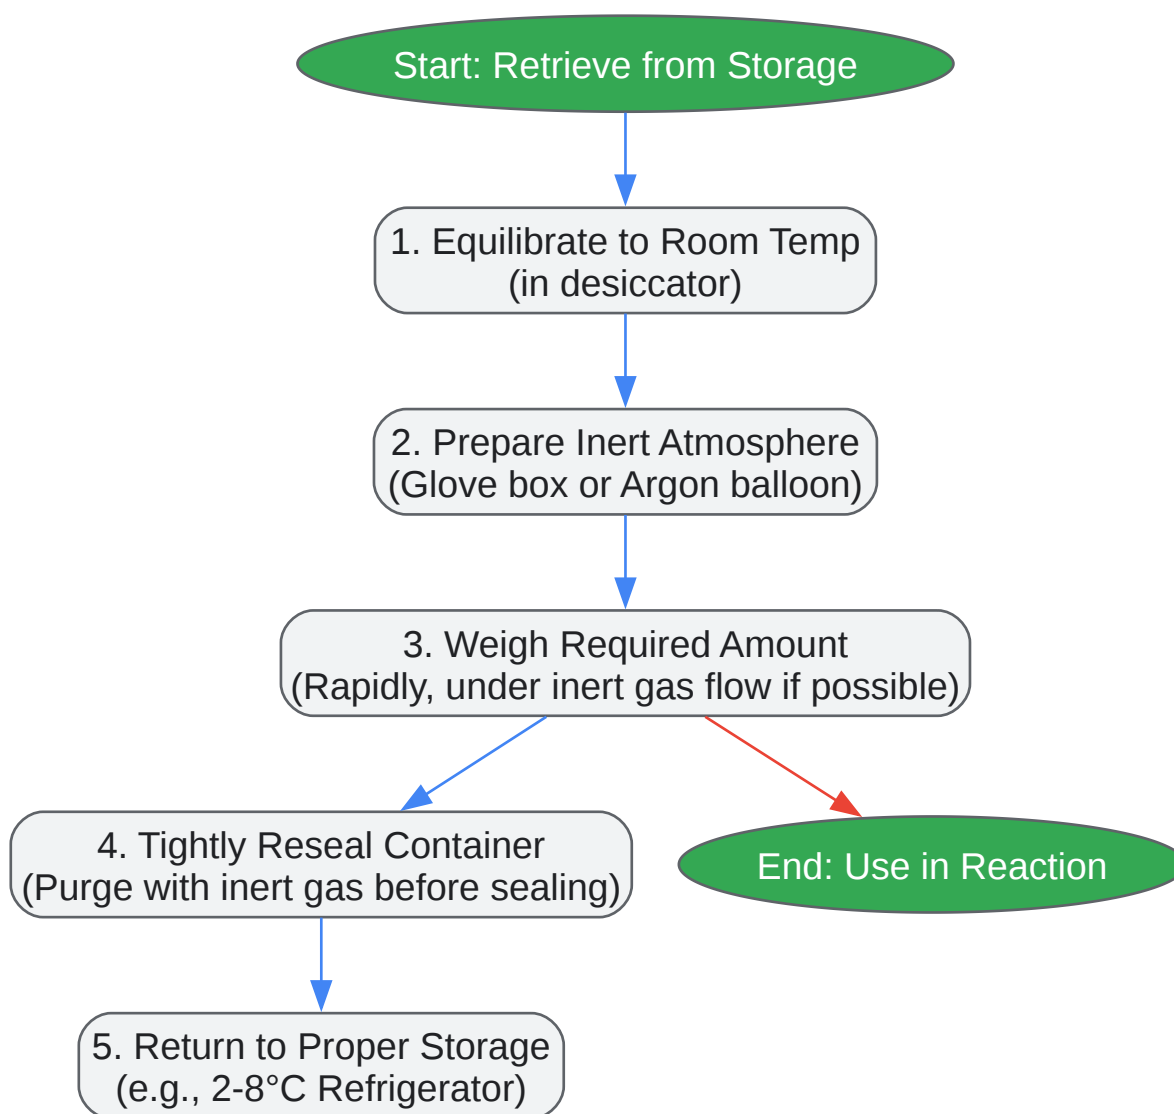 Start: Retrieve from Storage
1. Equilibrate to Room Temp
(in desiccator)
2. Prepare Inert Atmosphere
(Glove box or Argon balloon)
3. Weigh Required Amount
(Rapidly, under inert gas flow if possible)
4. Tightly Reseal Container
(Purge with inert gas before sealing)
End: Use in Reaction
5. Return to Proper Storage
(e.g., 2-8°C Refrigerator)